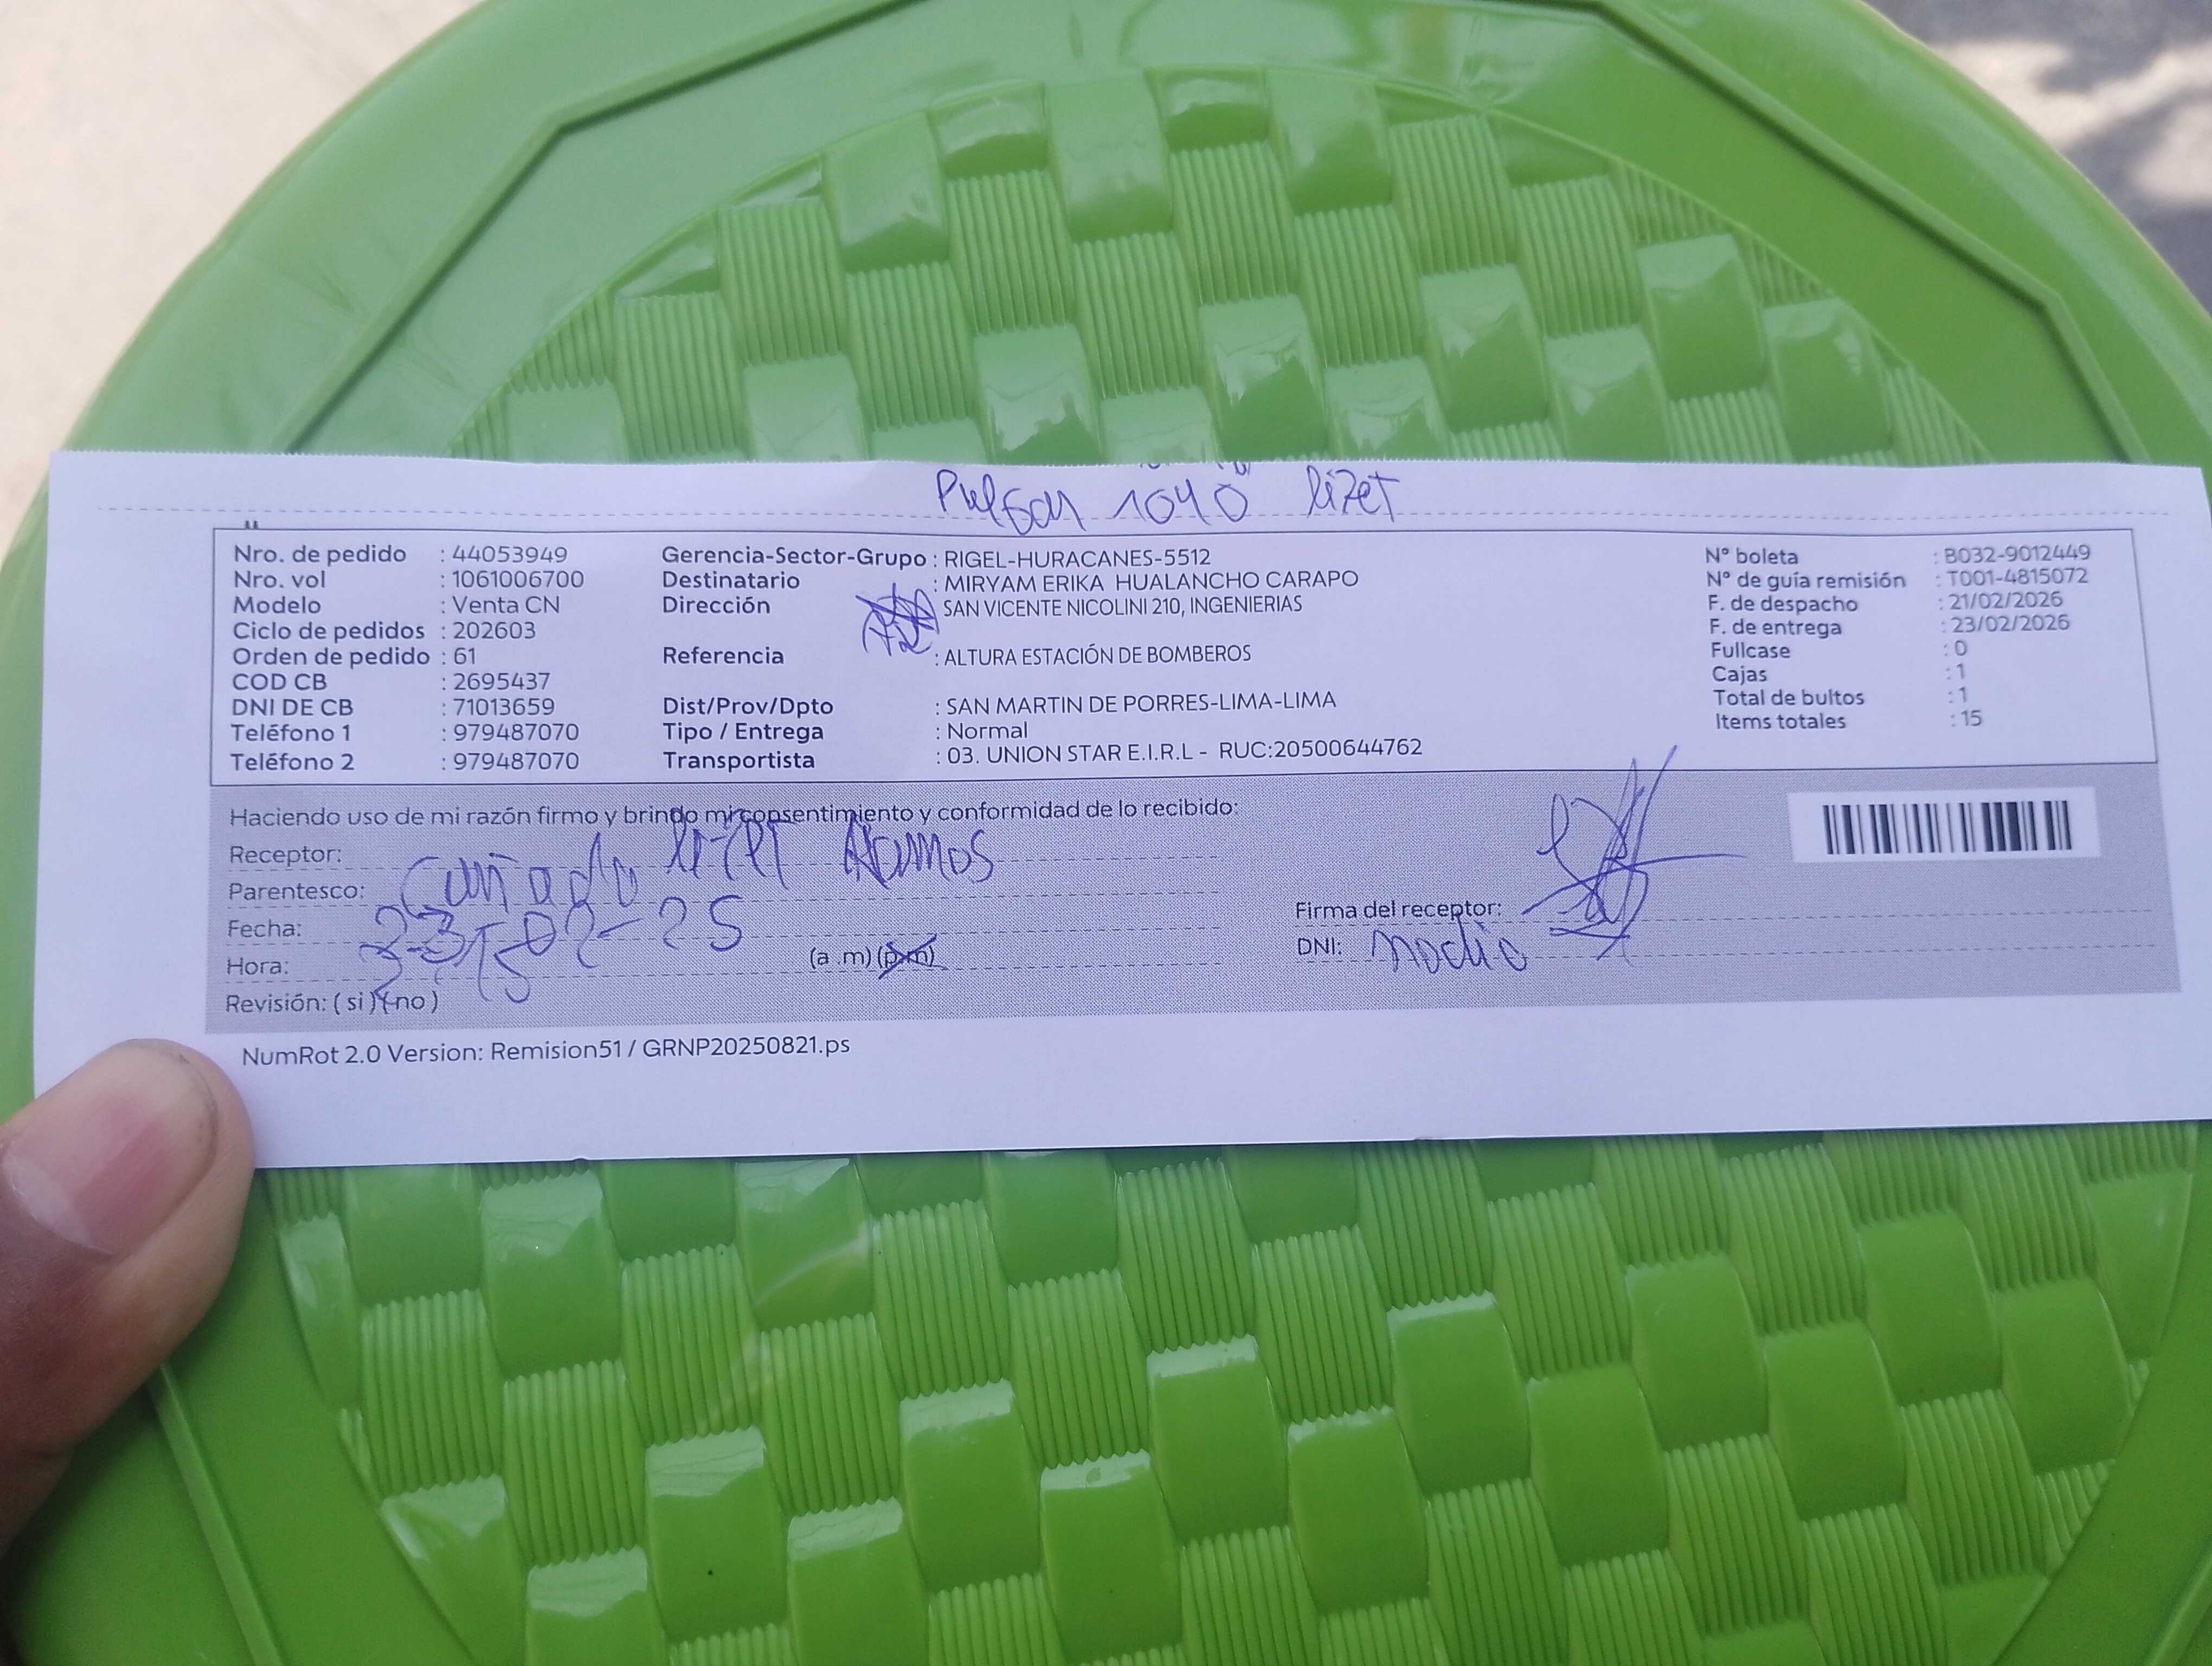 1040 lizet
Nro. de pedido : 44053949
Nro. vol : 1061006700
Modelo : Venta CN
Ciclo de pedidos : 202603
Orden de pedido : 61
COD CB : 2695437
DNI DE CB : 71013659
Teléfono 1 : 979487070
Teléfono 2 : 979487070
Gerencia-Sector-Grupo : RIGEL-HURACANES-5512
Destinatario : MIRYAM ERIKA HUALANCHO CARAPO
Dirección : SAN VICENTE NICOLINI 210, INGENIERIAS
Referencia : ALTURA ESTACIÓN DE BOMBEROS
Dist/Prov/Dpto : SAN MARTIN DE PORRES-LIMA-LIMA
Tipo / Entrega : Normal
Transportista : 03. UNION STAR E.I.R.L - RUC:20500644762
N° boleta : B032-9012449
N° de guía remisión : T001-4815072
F. de despacho : 21/02/2026
F. de entrega : 23/02/2026
Fullcase : 0
Cajas : 1
Total de bultos : 1
Items totales : 15
Haciendo uso de mi razón firmo y brindo mi consentimiento y conformidad de lo recibido:
Receptor: lizet Ramos
Parentesco: Cuñado
Fecha: 23-02-25
Hora: (a .m) (p.m)
Revisión: ( si ) ( no )
Firma del receptor:
DNI:
NumRot 2.0 Version: Remision51 / GRNP20250821.ps